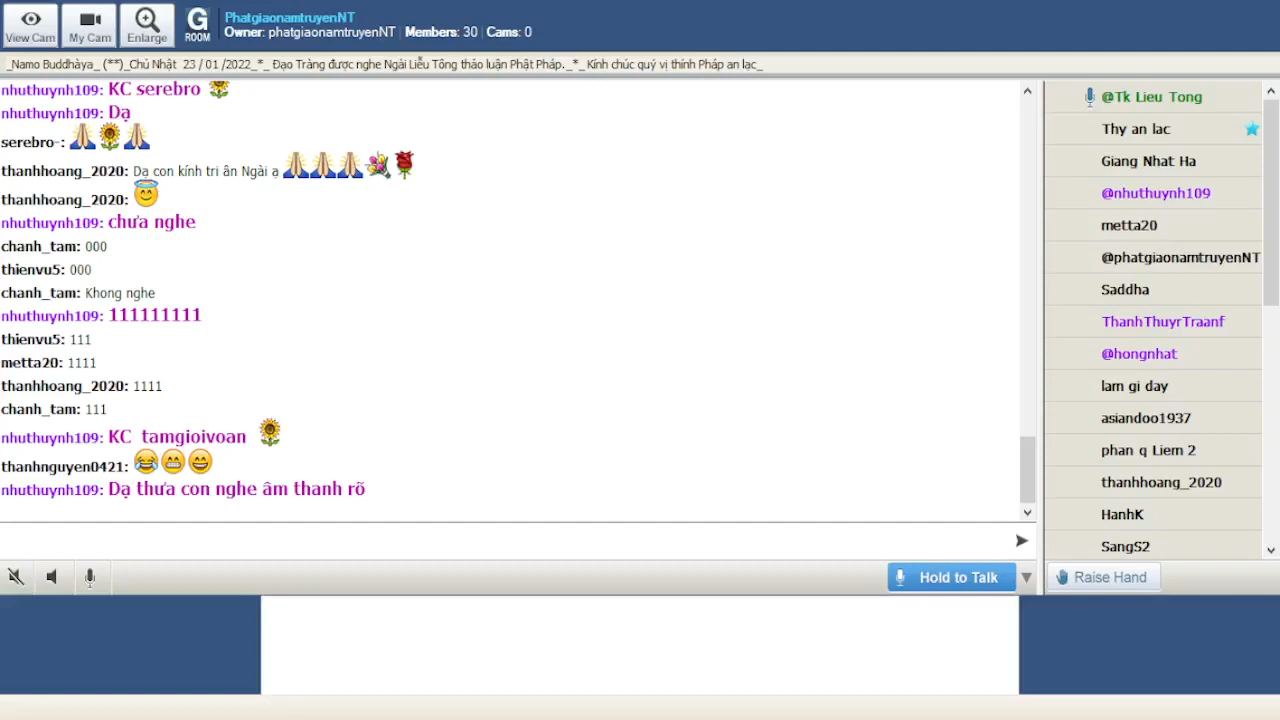 View Cam
My Cam
Enlarge
G
ROOM
PhatgiaonamtruyenNT
Owner: phatgiaonamtruyenNT | Members: 30 | Cams: 0
_Namo Buddhàya_ (**)_Chủ Nhật 23 / 01 /2022_*_ Đạo Tràng được nghe Ngài Liễu Tông thảo luận Phật Pháp._*_ Kính chúc quý vị thính Pháp an lạc_
nhuthuynh109: KC serebro
nhuthuynh109: Dạ
serebro-:
thanhhoang_2020: Dạ con kính tri ân Ngài ạ
thanhhoang_2020:
nhuthuynh109: chưa nghe
chanh_tam: 000
thienvu5: 000
chanh_tam: Khong nghe
nhuthuynh109: 111111111
thienvu5: 111
metta20: 1111
thanhhoang_2020: 1111
chanh_tam: 111
nhuthuynh109: KC tamgioivoan
thanhnguyen0421:
nhuthuynh109: Dạ thưa con nghe âm thanh rõ
Hold to Talk
@Tk Lieu Tong
Thy an lac
Giang Nhat Ha
@nhuthuynh109
metta20
@phatgiaonamtruyenNT
Saddha
ThanhThuyrTraanf
@hongnhat
lam gi day
asiandoo1937
phan q Liem 2
thanhhoang_2020
HanhK
SangS2
Raise Hand